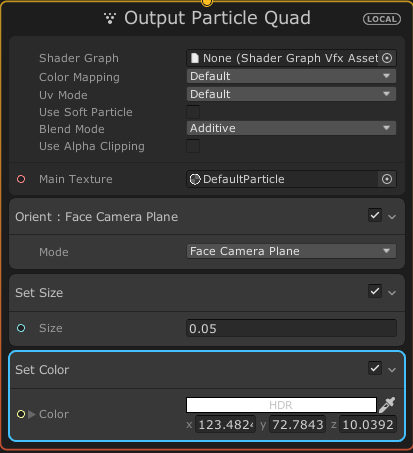 Output Particle Quad LOCAL
Shader Graph None (Shader Graph Vfx Asset
Color Mapping Default
Uv Mode Default
Use Soft Particle
Blend Mode Additive
Use Alpha Clipping
Main Texture DefaultParticle
Orient : Face Camera Plane
Mode Face Camera Plane
Set Size
Size 0.05
Set Color
HDR
Color x 123.482 y 72.7843 z 10.0392